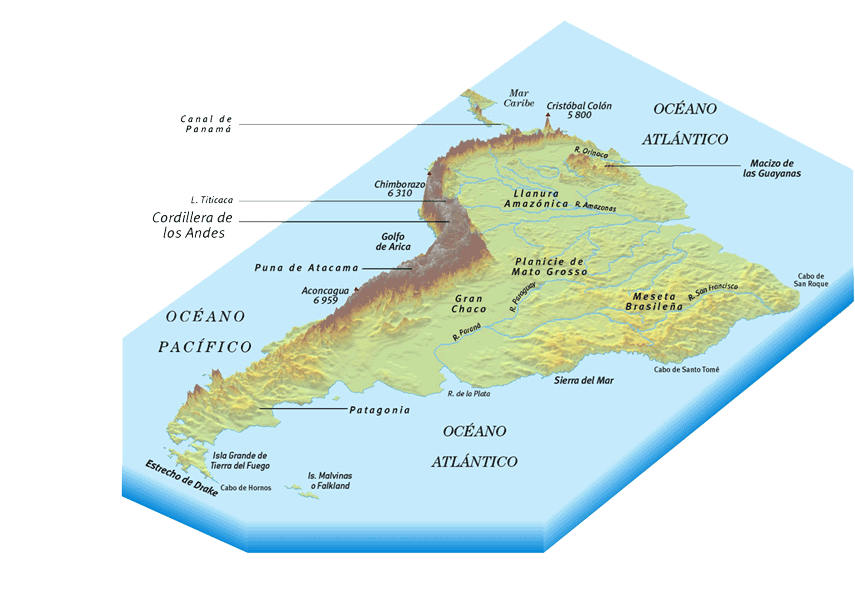 Mar
Caribe
Cristóbal Colón
5 800
OCÉANO
ATLÁNTICO
Canal de
Panamá
R. Orinoco
Macizo de
las Guayanas
Chimborazo
6 310
L. Titicaca
Llanura
Amazónica
R. Amazonas
Cordillera de
los Andes
Golfo
de Arica
Puna de Atacama
Planicie de
Mato Grosso
Cabo de
San Roque
Aconcagua
6 959
Gran
Chaco
R. Paraguay
Meseta
Brasileña
R. San Francisco
OCÉANO
PACÍFICO
R. Paraná
Cabo de Santo Tomé
Sierra del Mar
R. de la Plata
Patagonia
OCÉANO
ATLÁNTICO
Isla Grande de
Tierra del Fuego
Estrecho de Drake
Cabo de Hornos
Is. Malvinas
o Falkland